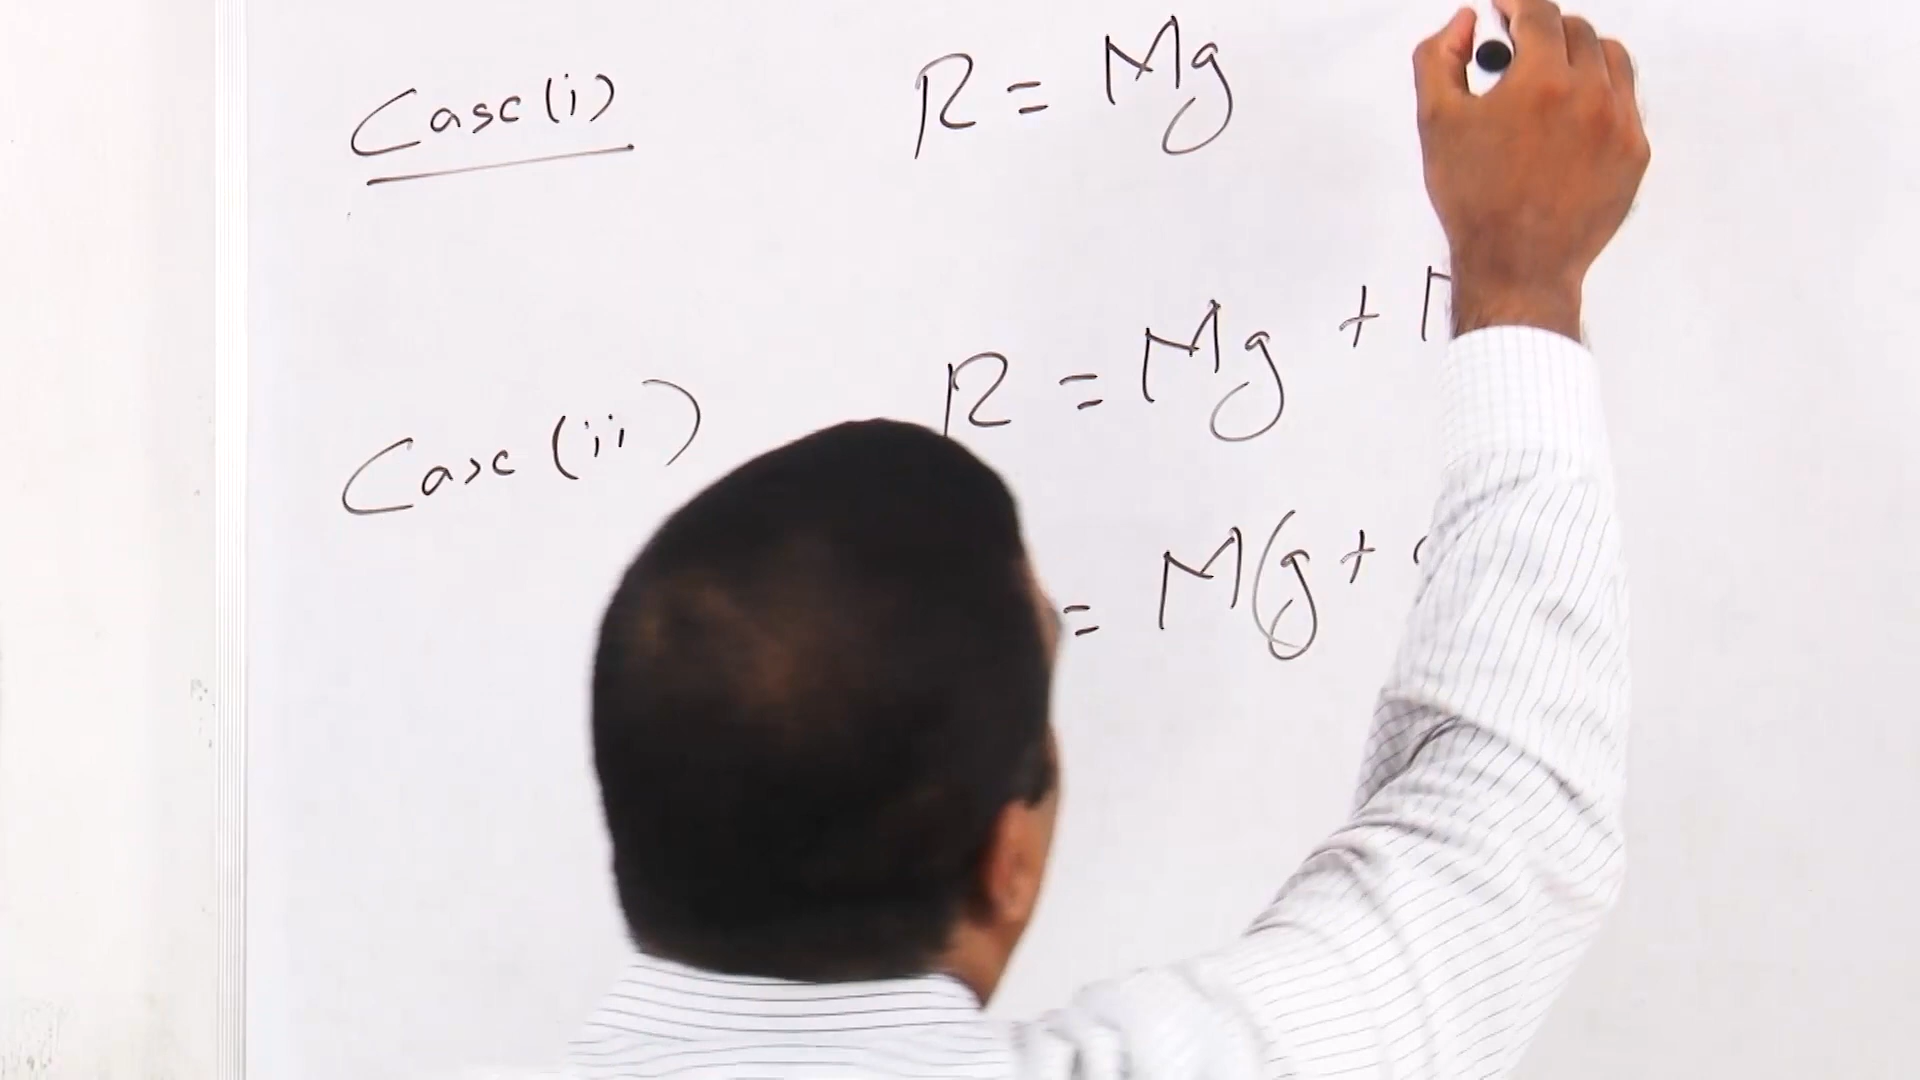 Case (i) R = Mg
Case (ii) R = Mg +
= M(g +